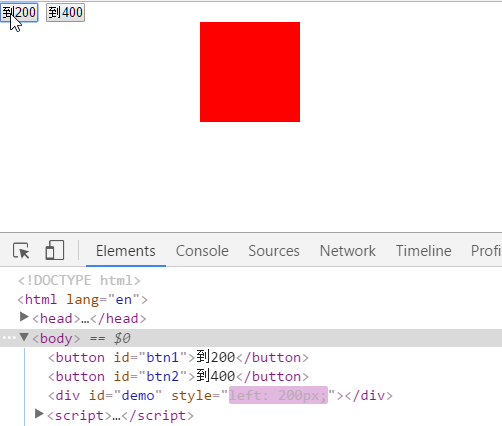 到200 到400
Elements Console Sources Network Timeline Profi
<!DOCTYPE html>
<html lang="en">
<head>…</head>
<body> == $0
<button id="btn1">到200</button>
<button id="btn2">到400</button>
<div id="demo" style="left: 200px;"></div>
<script>…</script>